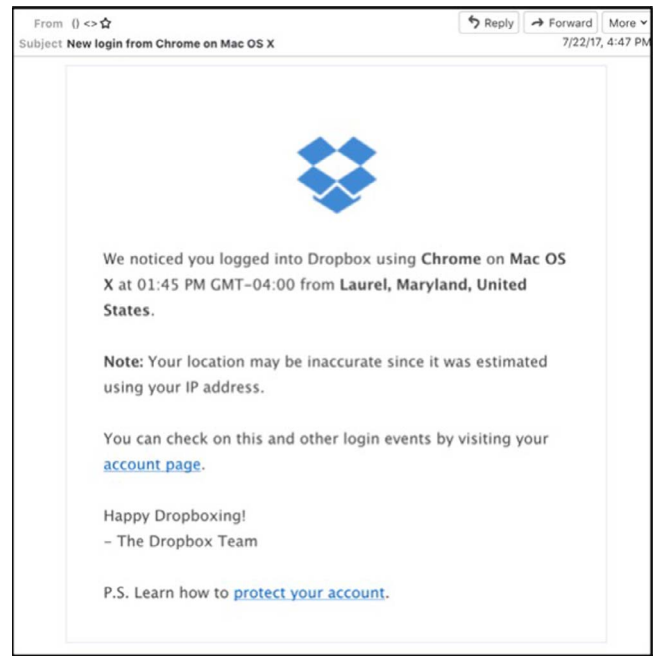 From () <>
Reply Forward More
Subject New login from Chrome on Mac OS X
7/22/17, 4:47 PM
We noticed you logged into Dropbox using Chrome on Mac OS
X at 01:45 PM GMT-04:00 from Laurel, Maryland, United
States.
Note: Your location may be inaccurate since it was estimated
using your IP address.
You can check on this and other login events by visiting your
account page.
Happy Dropboxing!
– The Dropbox Team
P.S. Learn how to protect your account.